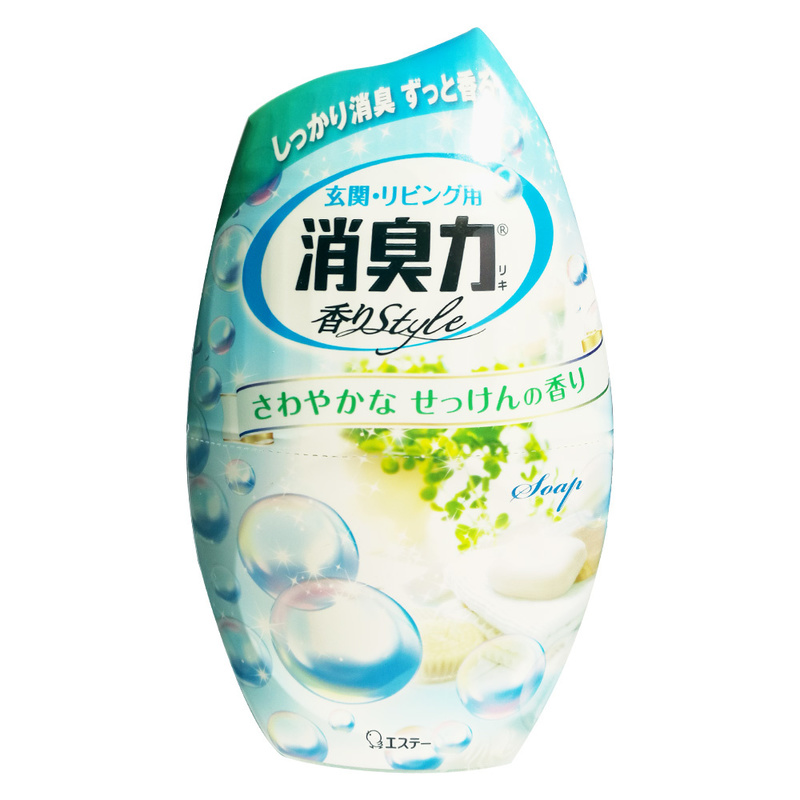 しっかり消臭 ずっと香る
玄関・リビング用
消臭力®
リキ
香りStyle
さわやかな せっけんの香り
Soap
エステー